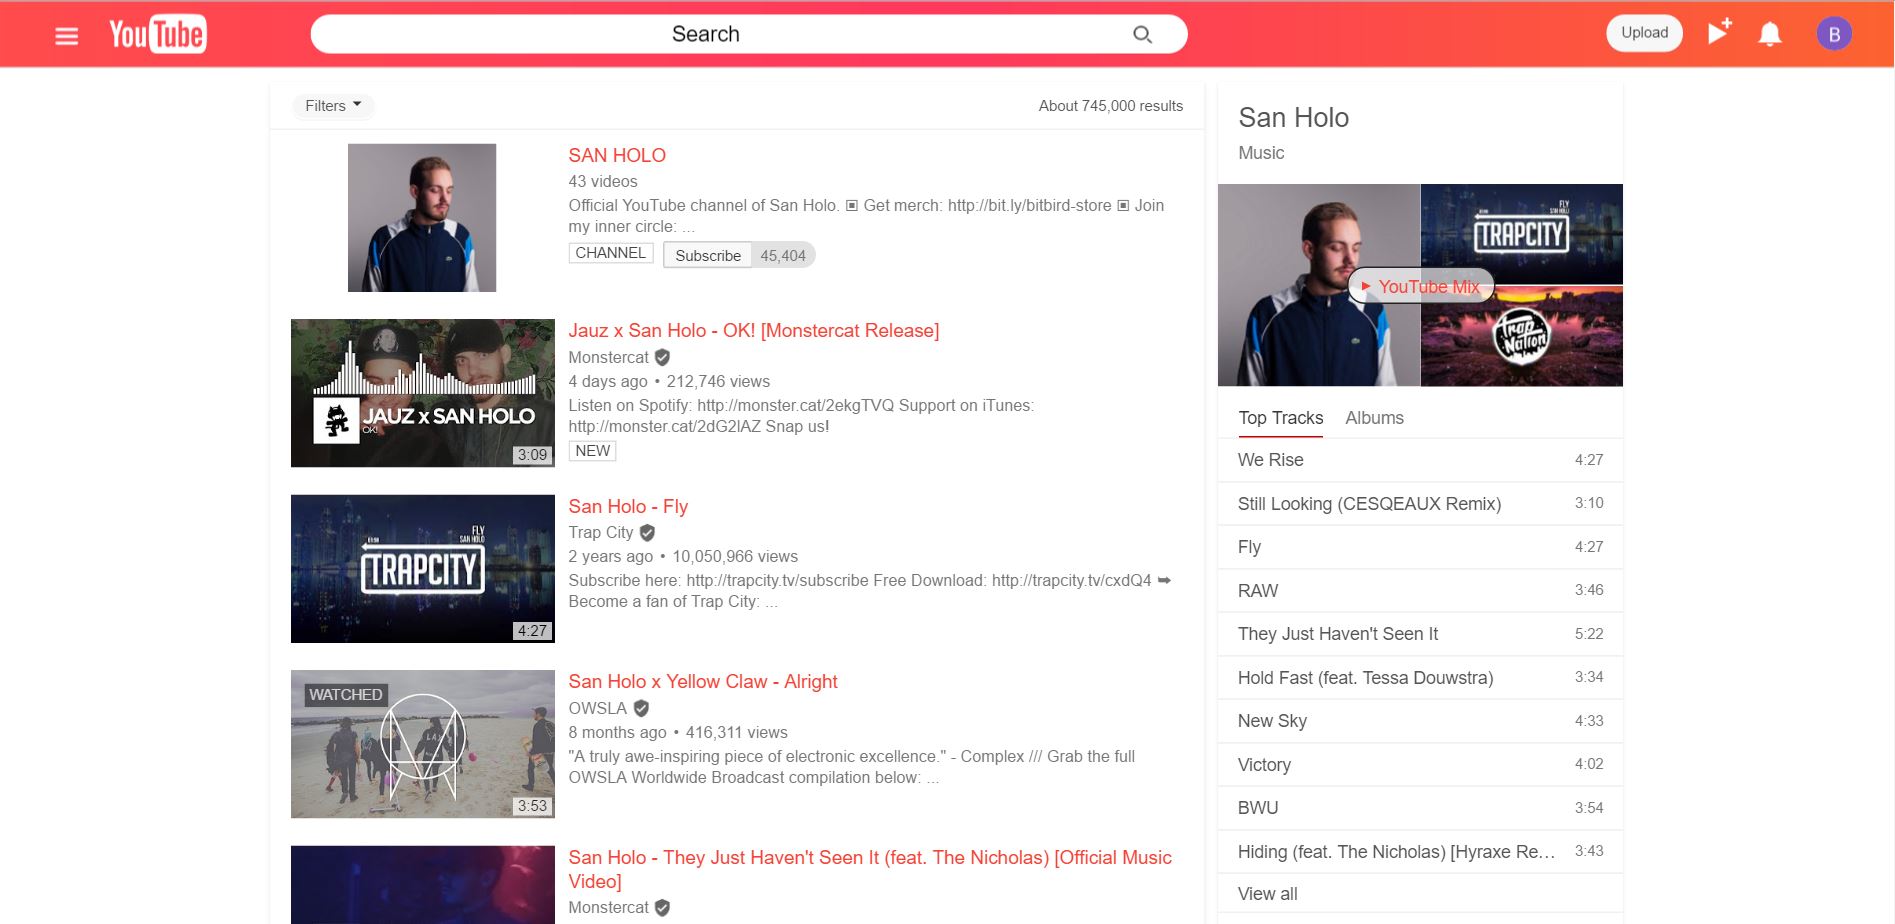 YouTube
Search
Upload
B
Filters
About 745,000 results
SAN HOLO
43 videos
Official YouTube channel of San Holo. ▣ Get merch: http://bit.ly/bitbird-store ▣ Join
my inner circle: ...
CHANNEL
Subscribe 45,404
JAUZ x SAN HOLO
OK!
3:09
Jauz x San Holo - OK! [Monstercat Release]
Monstercat
4 days ago • 212,746 views
Listen on Spotify: http://monster.cat/2ekgTVQ Support on iTunes:
http://monster.cat/2dG2lAZ Snap us!
NEW
FLY
SAN HOLO
TRAPCITY
4:27
San Holo - Fly
Trap City
2 years ago • 10,050,966 views
Subscribe here: http://trapcity.tv/subscribe Free Download: http://trapcity.tv/cxdQ4 ➥
Become a fan of Trap City: ...
WATCHED
3:53
San Holo x Yellow Claw - Alright
OWSLA
8 months ago • 416,311 views
"A truly awe-inspiring piece of electronic excellence." - Complex /// Grab the full
OWSLA Worldwide Broadcast compilation below: ...
San Holo - They Just Haven't Seen It (feat. The Nicholas) [Official Music
Video]
Monstercat
San Holo
Music
FLY
SAN HOLO
TRAPCITY
Trap
Nation
YouTube Mix
Top Tracks Albums
We Rise 4:27
Still Looking (CESQEAUX Remix) 3:10
Fly 4:27
RAW 3:46
They Just Haven't Seen It 5:22
Hold Fast (feat. Tessa Douwstra) 3:34
New Sky 4:33
Victory 4:02
BWU 3:54
Hiding (feat. The Nicholas) [Hyraxe Re… 3:43
View all